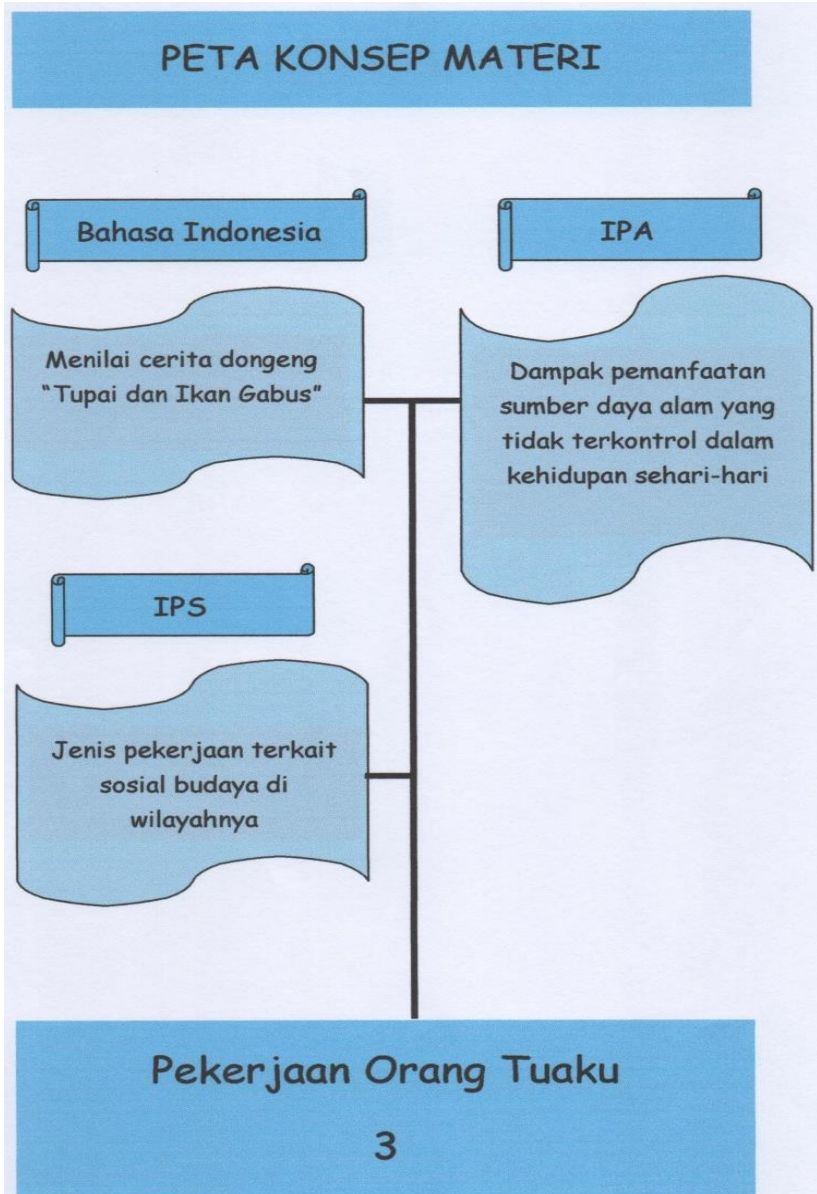 PETA KONSEP MATERI
Bahasa Indonesia
Menilai cerita dongeng
"Tupai dan Ikan Gabus"
IPA
Dampak pemanfaatan
sumber daya alam yang
tidak terkontrol dalam
kehidupan sehari-hari
IPS
Jenis pekerjaan terkait
sosial budaya di
wilayahnya
Pekerjaan Orang Tuaku
3